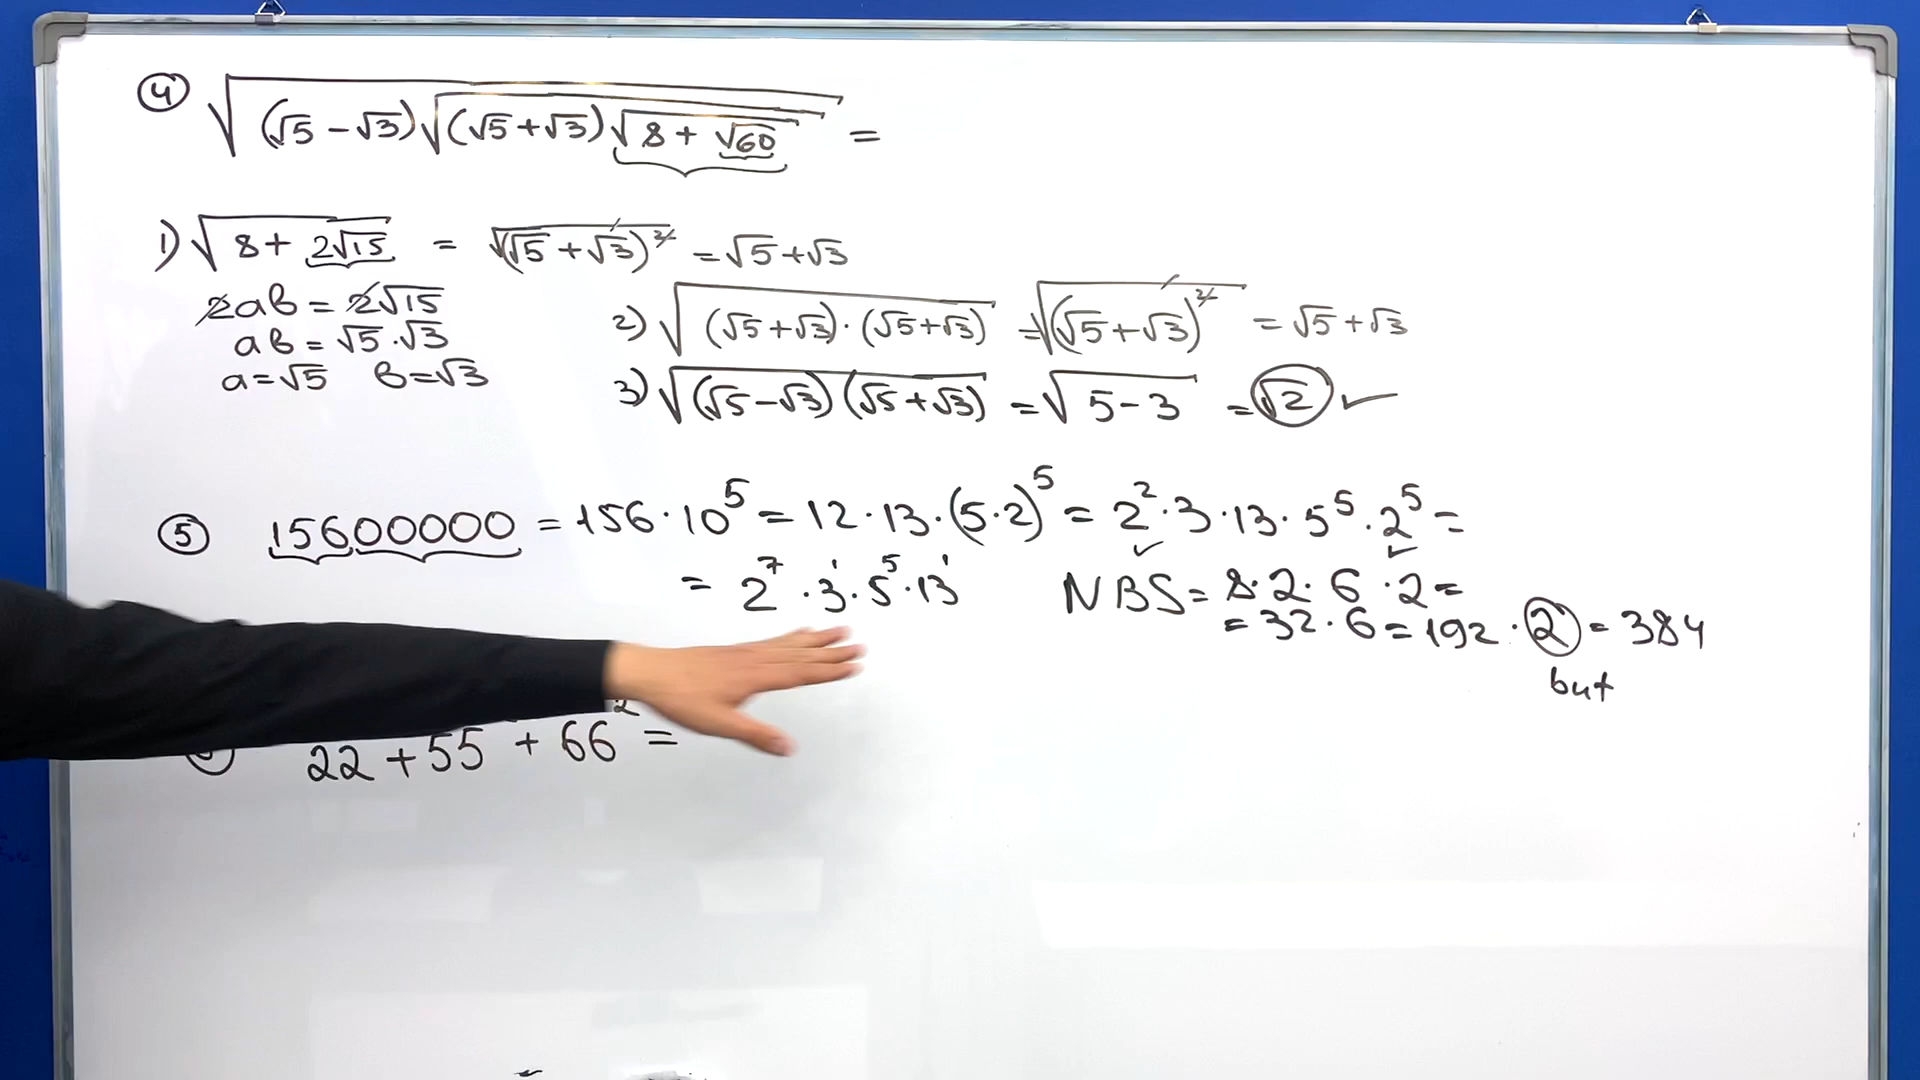 ④ √((√5-√3)√((√5+√3)√(8+√60))) =
1) √(8+2√15) = √((√5+√3)²) = √5+√3
2ab = 2√15
ab = √5·√3
a=√5 b=√3
2) √((√5+√3)·(√5+√3)) = √((√5+√3)²) = √5+√3
3) √((√5-√3)(√5+√3)) = √(5-3) = √2 ✓
⑤ 15600000 = 156·10⁵ = 12·13·(5·2)⁵ = 2²·3·13·5⁵·2⁵ =
= 2⁷·3¹·5⁵·13¹
NBS = 8·2·6·2 =
= 32·6 = 192·2 = 384
but
22+55+66² =